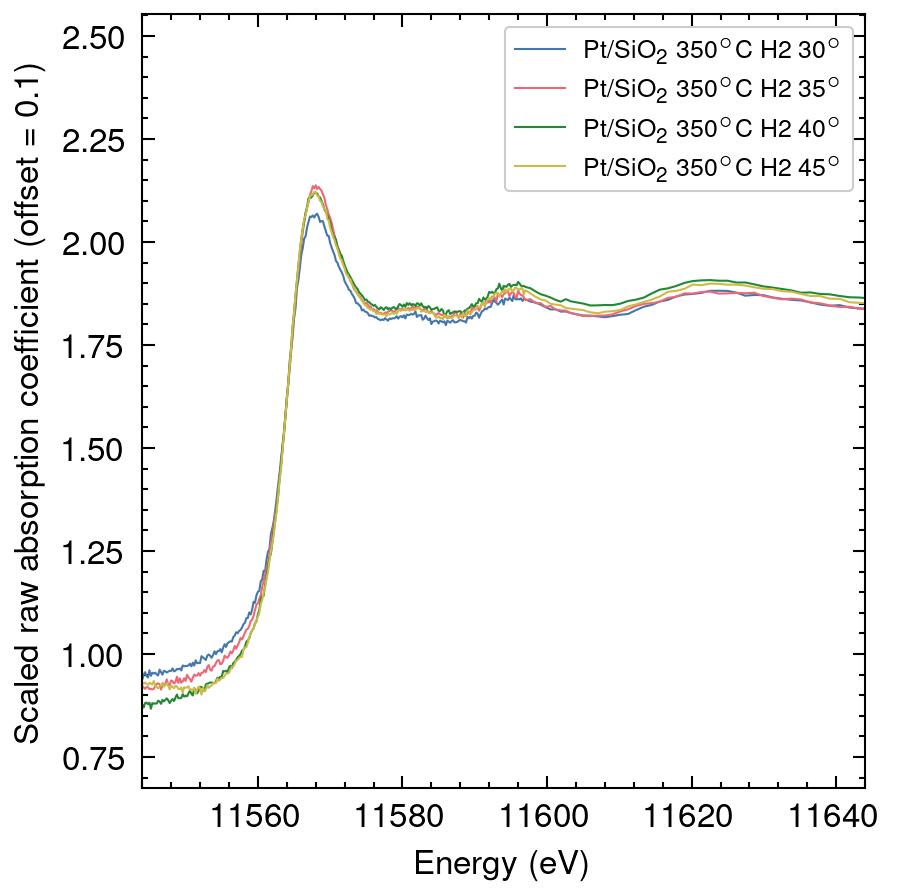 Scaled raw absorption coefficient (offset = 0.1)
2.50
2.25
2.00
1.75
1.50
1.25
1.00
0.75
Pt/SiO₂ 350°C H2 30°
Pt/SiO₂ 350°C H2 35°
Pt/SiO₂ 350°C H2 40°
Pt/SiO₂ 350°C H2 45°
11560 11580 11600 11620 11640
Energy (eV)